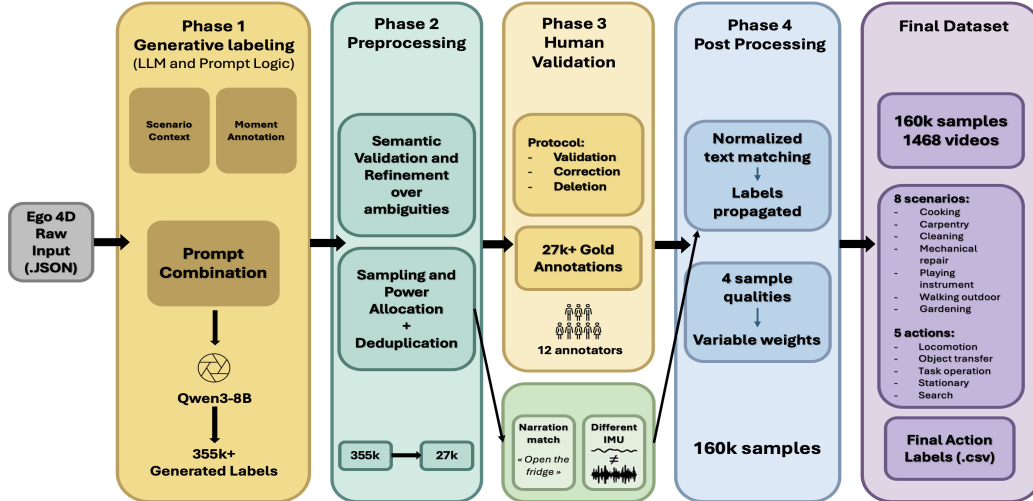 Ego 4D
Raw
Input
(.JSON)
Phase 1
Generative labeling
(LLM and Prompt Logic)
Scenario
Context
Moment
Annotation
Prompt
Combination
Qwen3-8B
355k+
Generated Labels
Phase 2
Preprocessing
Semantic
Validation and
Refinement
over
ambiguities
Sampling and
Power
Allocation
+
Deduplication
355k
27k
Phase 3
Human
Validation
Protocol:
- Validation
- Correction
- Deletion
27k+ Gold
Annotations
12 annotators
Narration
match
« Open the
fridge »
Different
IMU
≠
Phase 4
Post Processing
Normalized
text matching
Labels
propagated
4 sample
qualities
Variable weights
160k samples
Final Dataset
160k samples
1468 videos
8 scenarios:
- Cooking
- Carpentry
- Cleaning
- Mechanical
repair
- Playing
instrument
- Walking outdoor
- Gardening
5 actions:
- Locomotion
- Object transfer
- Task operation
- Stationary
- Search
Final Action
Labels (.csv)